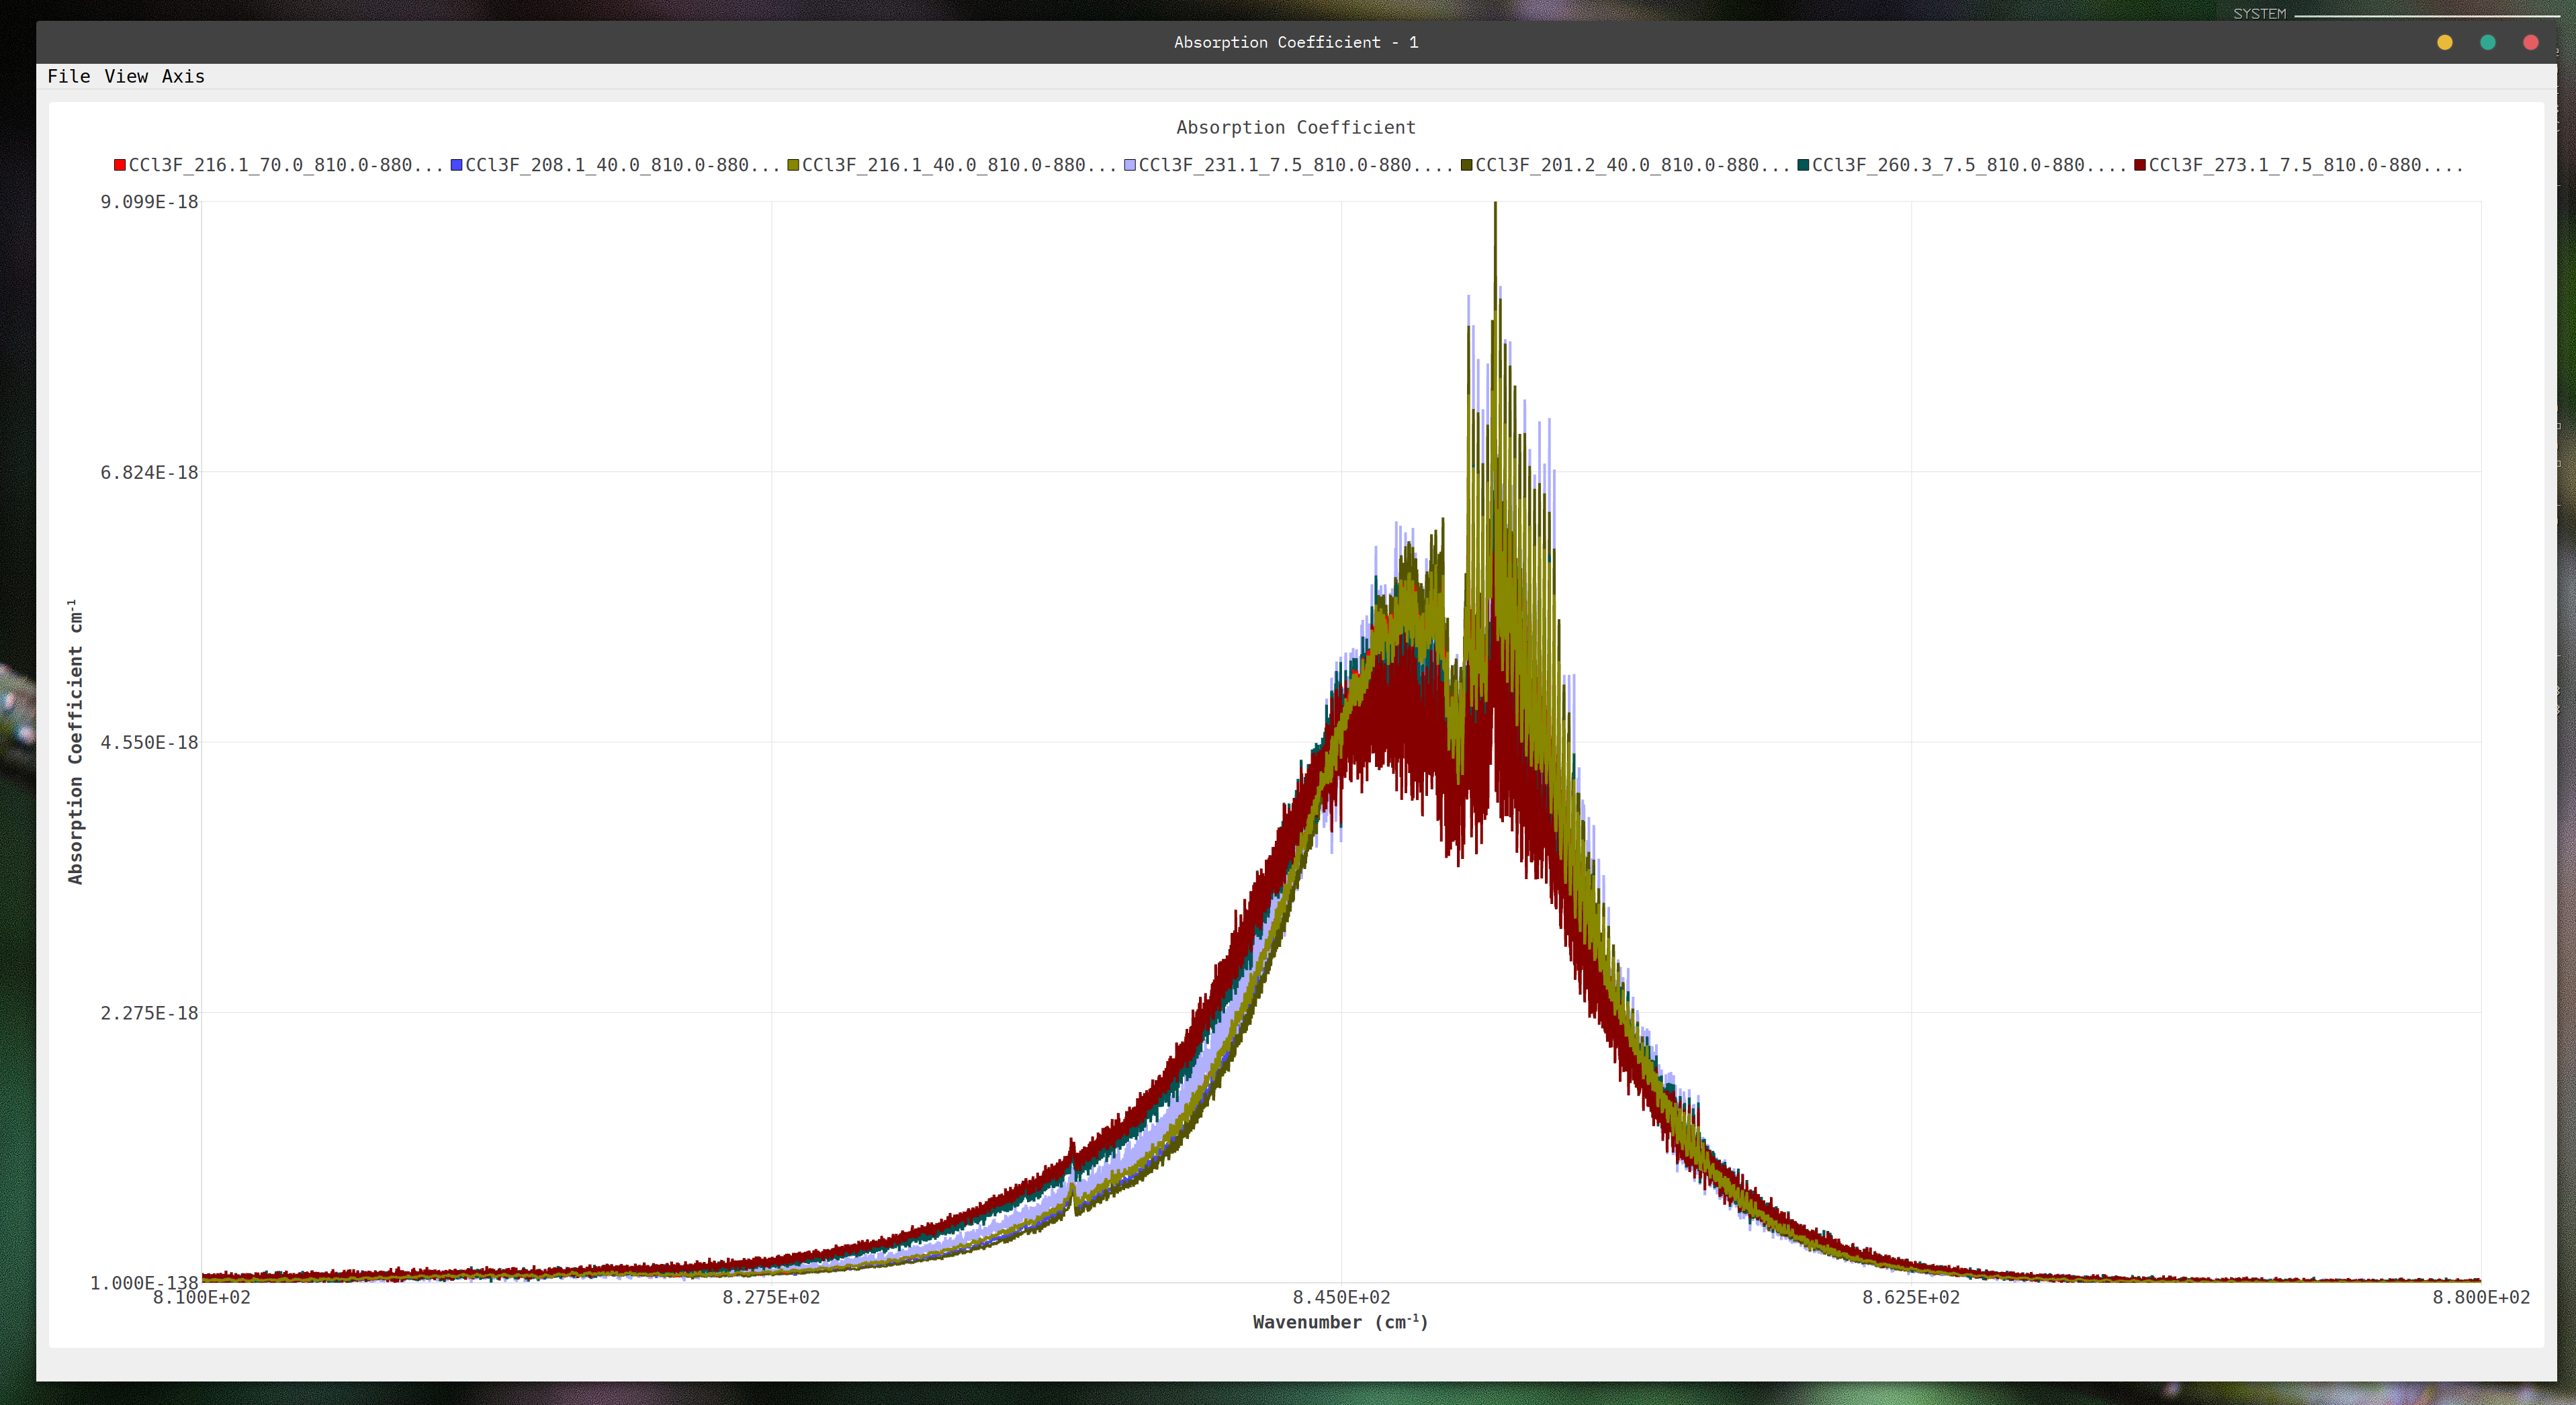 SYSTEM
Absorption Coefficient - 1
File View Axis
Absorption Coefficient
CCl3F_216.1_70.0_810.0-880... CCl3F_208.1_40.0_810.0-880... CCl3F_216.1_40.0_810.0-880... CCl3F_231.1_7.5_810.0-880.... CCl3F_201.2_40.0_810.0-880... CCl3F_260.3_7.5_810.0-880.... CCl3F_273.1_7.5_810.0-880....
9.099E-18
6.824E-18
4.550E-18
2.275E-18
1.000E-138
Absorption Coefficient cm⁻¹
8.100E+02 8.275E+02 8.450E+02 8.625E+02 8.800E+02
Wavenumber (cm⁻¹)